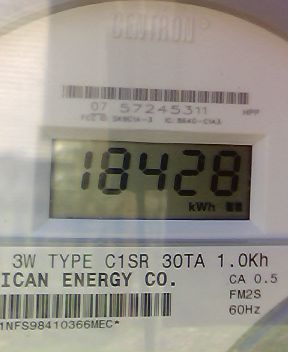 CENTRON®
07 57245311 HPP
18428
kWh
3W TYPE C1SR 30TA 1.0Kh
ICAN ENERGY CO. CA 0.5
FM2S
60Hz
1NFS98410366MEC*